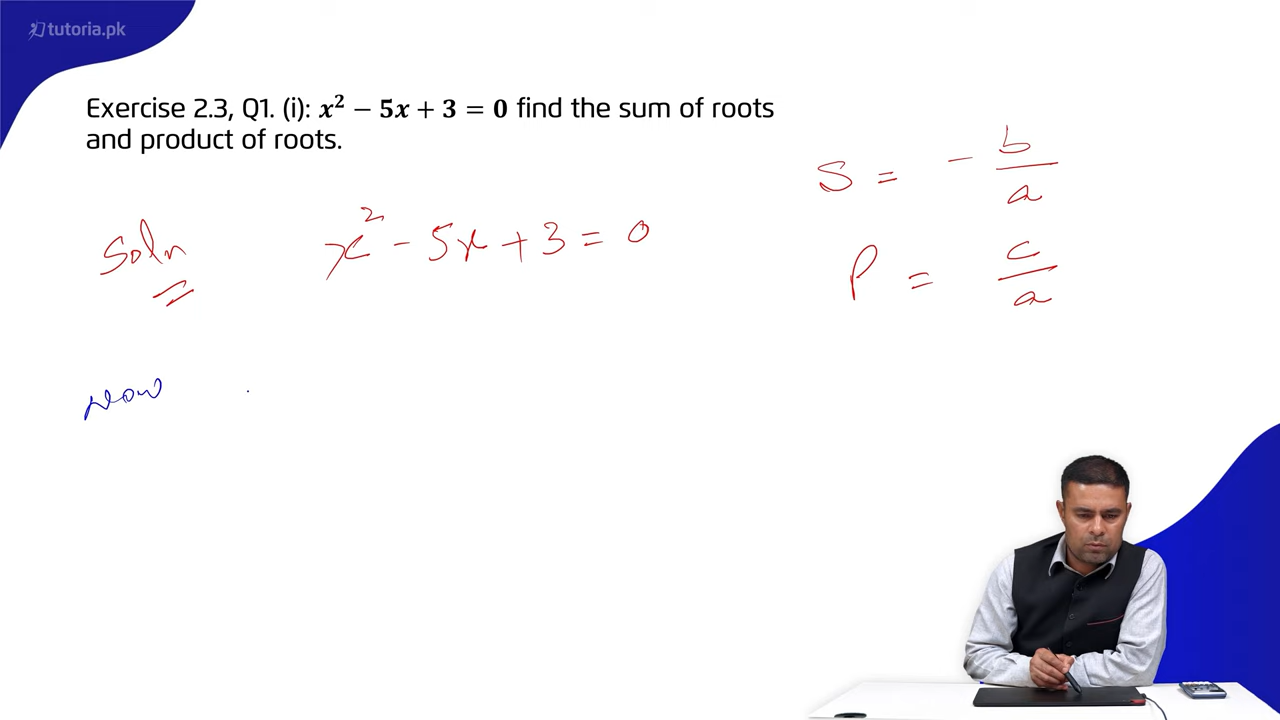 tutoria.pk
Exercise 2.3, Q1. (i): x² − 5x + 3 = 0 find the sum of roots
and product of roots.
S = - b/a
Soln x² - 5x + 3 = 0
P = c/a
Now